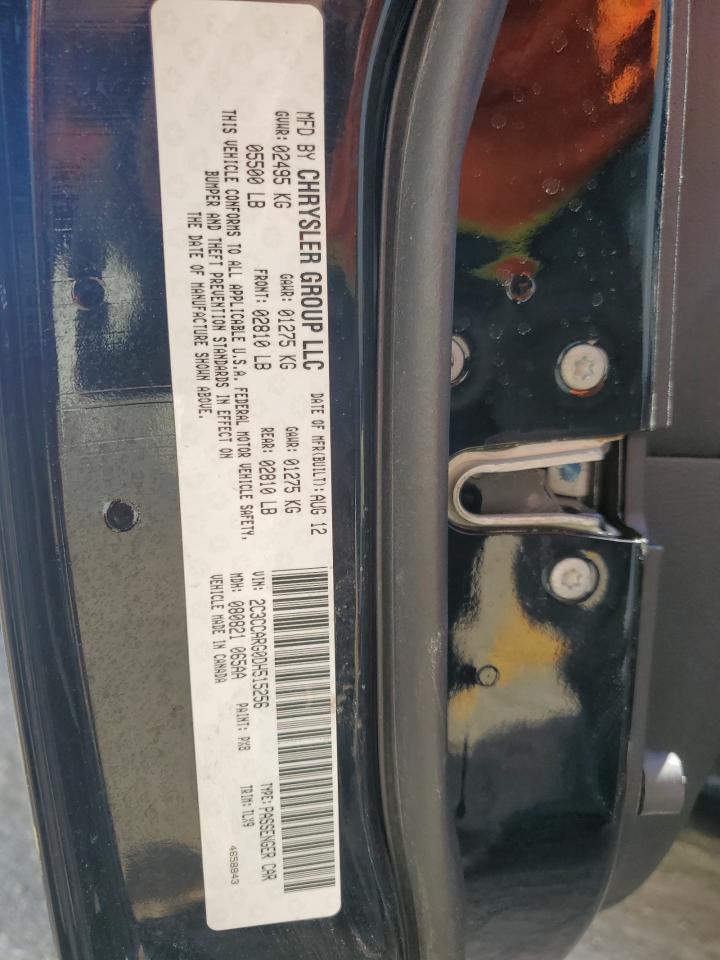 MFD BY CHRYSLER GROUP LLC DATE OF MFR(BUILT): AUG 12
GVWR: 02495 KG GAWR: 01275 KG GAWR: 01275 KG
05500 LB FRONT: 02810 LB REAR: 02810 LB
THIS VEHICLE CONFORMS TO ALL APPLICABLE U.S.A. FEDERAL MOTOR VEHICLE SAFETY,
BUMPER AND THEFT PREVENTION STANDARDS IN EFFECT ON
THE DATE OF MANUFACTURE SHOWN ABOVE.
VIN: 2C3CCARG0DH515256 TYPE: PASSENGER CAR
MDH: 080821 065AA PAINT: PX8 TRIM: TLX9
VEHICLE MADE IN CANADA 4658843